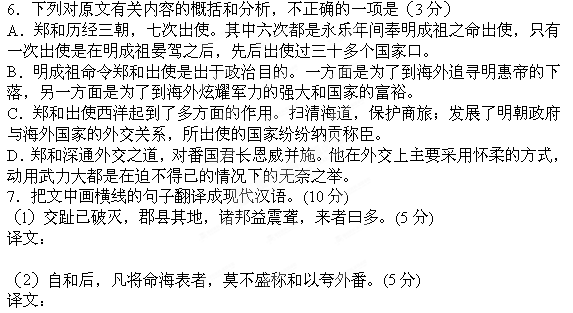 6．下列对原文有关内容的概括和分析，不正确的一项是（3 分）
A．郑和历经三朝，七次出使。其中六次都是永乐年间奉明成祖之命出使，只有
一次出使是在明成祖晏驾之后，先后出使过三十多个国家口。
B．明成祖命令郑和出使是出于政治目的。一方面是为了到海外追寻明惠帝的下
落，另一方面是为了到海外炫耀军力的强大和国家的富裕。
C．郑和出使西洋起到了多方面的作用。扫清海道，保护商旅；发展了明朝政府
与海外国家的外交关系，所出使的国家纷纷纳贡称臣。
D．郑和深通外交之道，对番国君长恩威并施。他在外交上主要采用怀柔的方式，
动用武力大都是在迫不得已的情况下的无奈之举。
7．把文中画横线的句子翻译成现代汉语。(10 分)
（1）交趾已破灭，郡县其地，诸邦益震詟，来者曰多。(5 分)
译文：
（2）自和后，凡将命海表者，莫不盛称和以夸外番。(5 分)
译文：